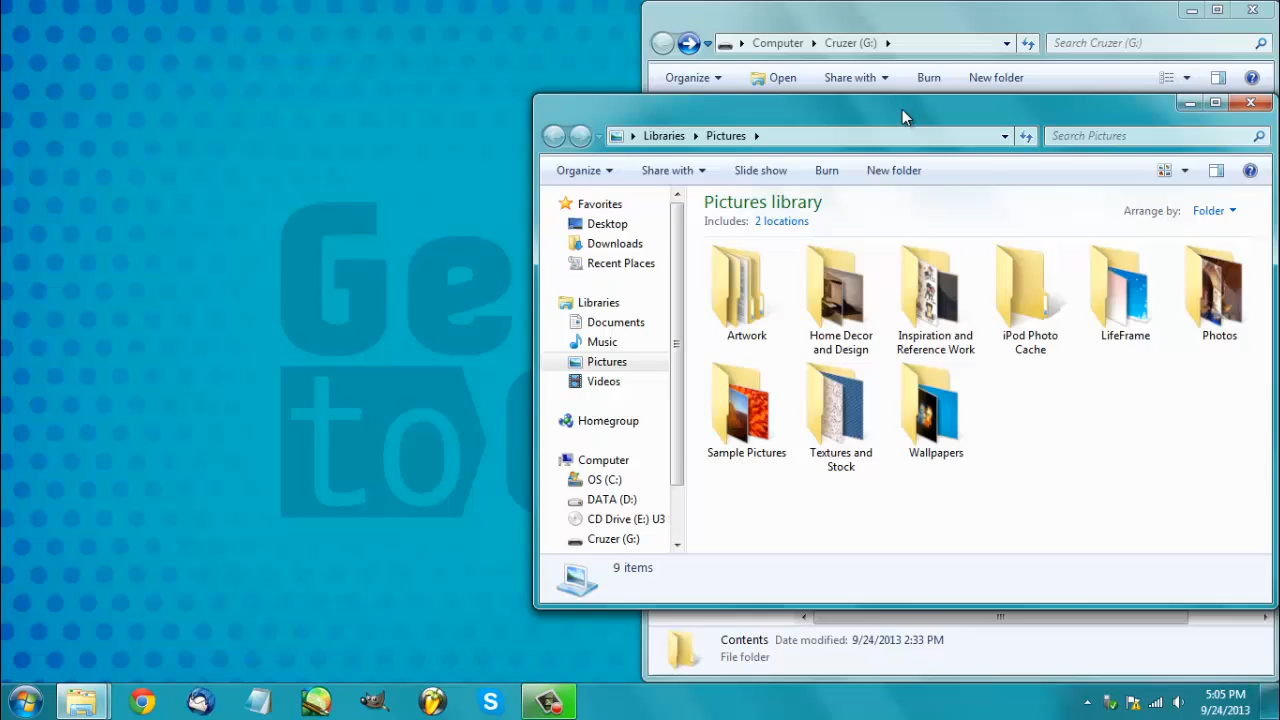 Ge
to
Computer Cruzer (G:)
Search Cruzer (G:)
Organize Open Share with Burn New folder
Libraries Pictures
Search Pictures
Organize Share with Slide show Burn New folder
Favorites
Desktop
Downloads
Recent Places
Libraries
Documents
Music
Pictures
Videos
Homegroup
Computer
OS (C:)
DATA (D:)
CD Drive (E:) U3
Cruzer (G:)
Pictures library
Includes: 2 locations
Arrange by: Folder
Artwork
Home Decor
and Design
Inspiration and
Reference Work
iPod Photo
Cache
LifeFrame
Photos
Sample Pictures
Textures and
Stock
Wallpapers
9 items
Contents Date modified: 9/24/2013 2:33 PM
File folder
5:05 PM
9/24/2013